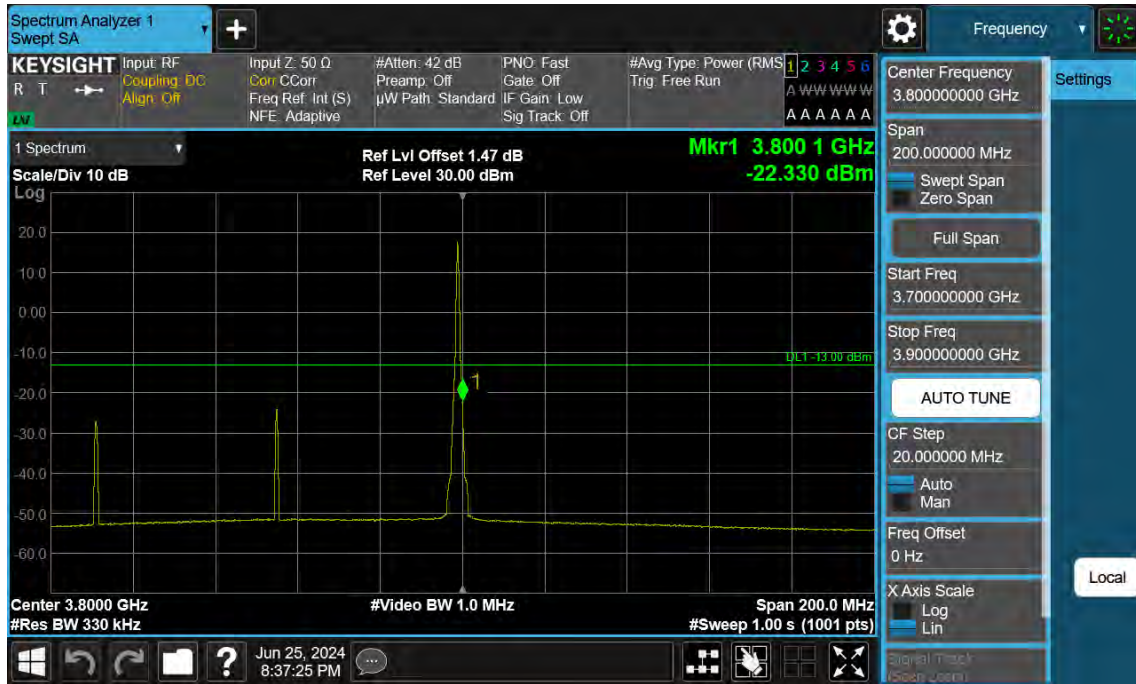 Spectrum Analyzer 1
Swept SA
+
Frequency
KEYSIGHT
R T
LXI
Input: RF
Coupling: DC
Align: Off
Input Z: 50 Ω
Corr CCorr
Freq Ref: Int (S)
NFE: Adaptive
#Atten: 42 dB
Preamp: Off
µW Path: Standard
PNO: Fast
Gate: Off
IF Gain: Low
Sig Track: Off
#Avg Type: Power (RMS
Trig: Free Run
1 2 3 4 5 6
A W W W W W
A A A A A A
Center Frequency
3.800000000 GHz
Settings
Span
200.000000 MHz
Swept Span
Zero Span
Full Span
Start Freq
3.700000000 GHz
Stop Freq
3.900000000 GHz
AUTO TUNE
CF Step
20.000000 MHz
Auto
Man
Freq Offset
0 Hz
X Axis Scale
Log
Lin
Signal Track
(Span Zoom)
Local
1 Spectrum
Scale/Div 10 dB
Log
Ref Lvl Offset 1.47 dB
Ref Level 30.00 dBm
Mkr1 3.800 1 GHz
-22.330 dBm
20.0
10.0
0.00
-10.0
-20.0
-30.0
-40.0
-50.0
-60.0
DL1 -13.00 dBm
1
Center 3.8000 GHz
#Res BW 330 kHz
#Video BW 1.0 MHz
Span 200.0 MHz
#Sweep 1.00 s (1001 pts)
?
Jun 25, 2024
8:37:25 PM